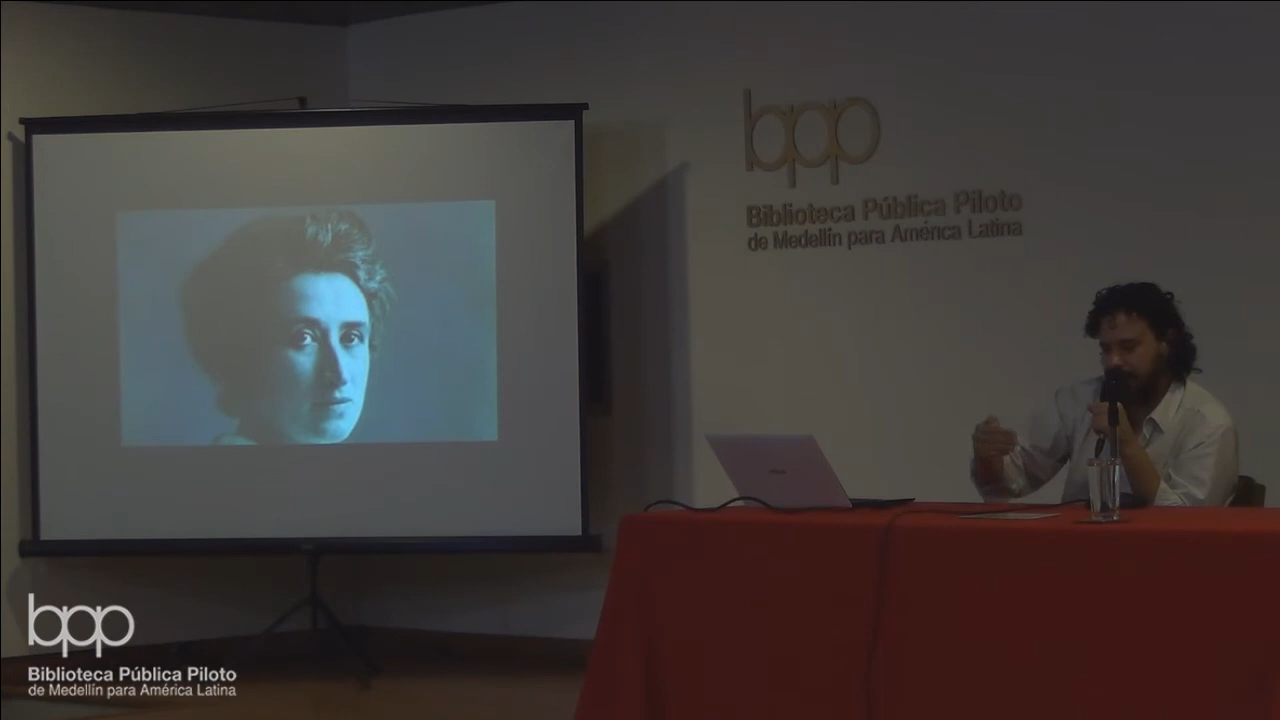 bpp
Biblioteca Pública Piloto
de Medellín para América Latina
bpp
Biblioteca Pública Piloto
de Medellín para América Latina